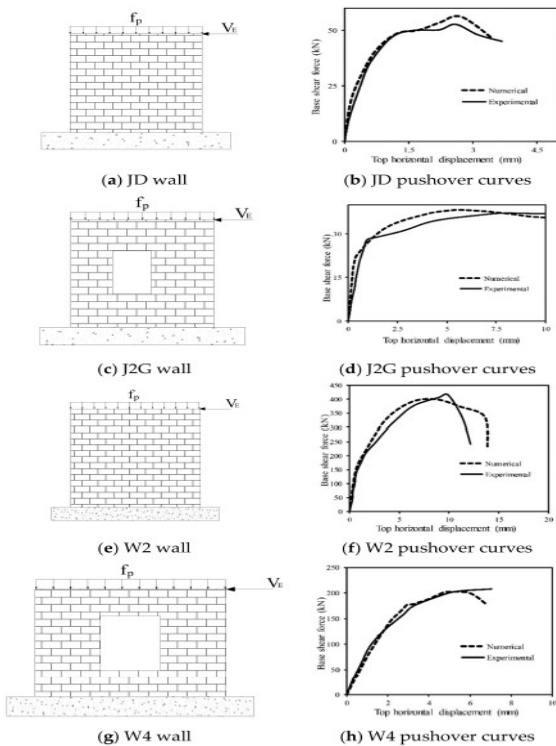 fp
VE
Base shear force (kN)
50
25
0
Numerical
Experimental
0 1.5 3 4.5
Top horizontal displacement (mm)
(a) JD wall
(b) JD pushover curves
fp
VE
Base shear force (kN)
0
Numerical
Experimental
0 2.5 5 7.5 10
Top horizontal displacement (mm)
(c) J2G wall
(d) J2G pushover curves
fp
VE
Base shear force (kN)
450
400
350
300
250
200
150
100
50
0
Numerical
Experimental
0 5 10 15 20
Top horizontal displacement (mm)
(e) W2 wall
(f) W2 pushover curves
fp
VE
Base shear force (kN)
200
150
100
50
0
Numerical
Experimental
0 2 4 6 8 10
Top horizontal displacement (mm)
(g) W4 wall
(h) W4 pushover curves